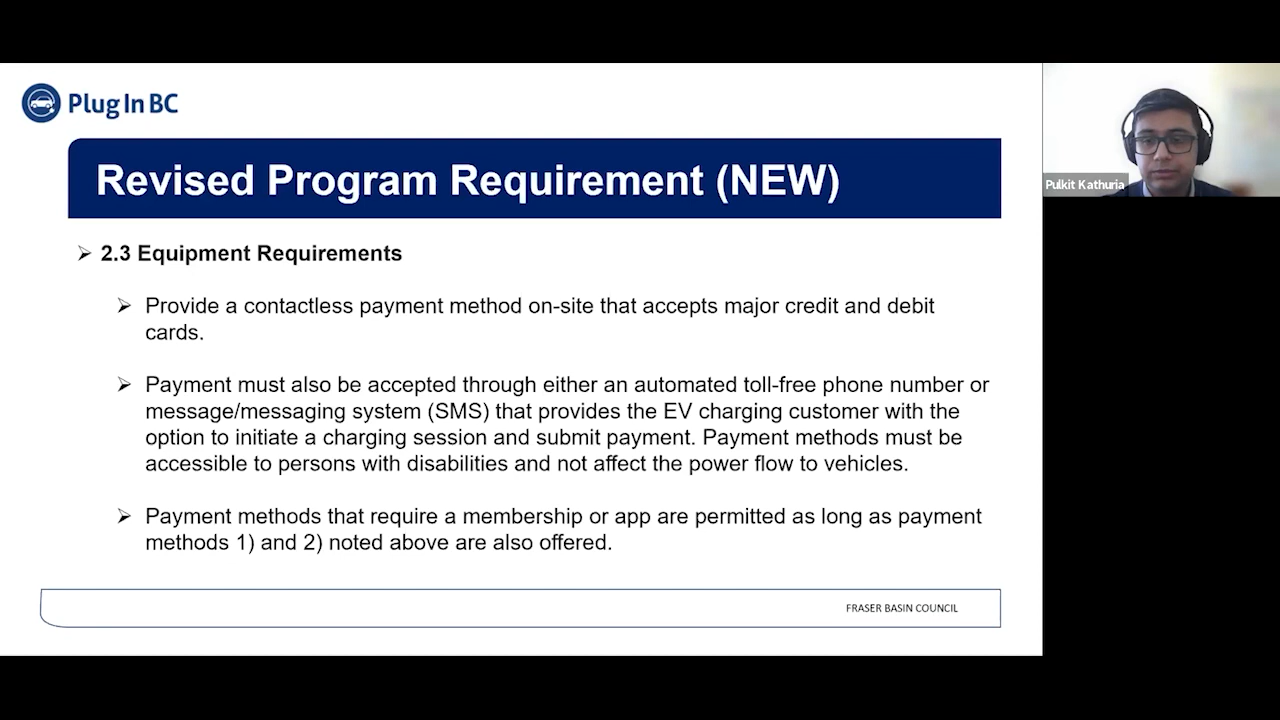 Plug In BC
Revised Program Requirement (NEW)
Pulkit Kathuria
➢ 2.3 Equipment Requirements
➢ Provide a contactless payment method on-site that accepts major credit and debit
cards.
➢ Payment must also be accepted through either an automated toll-free phone number or
message/messaging system (SMS) that provides the EV charging customer with the
option to initiate a charging session and submit payment. Payment methods must be
accessible to persons with disabilities and not affect the power flow to vehicles.
➢ Payment methods that require a membership or app are permitted as long as payment
methods 1) and 2) noted above are also offered.
FRASER BASIN COUNCIL